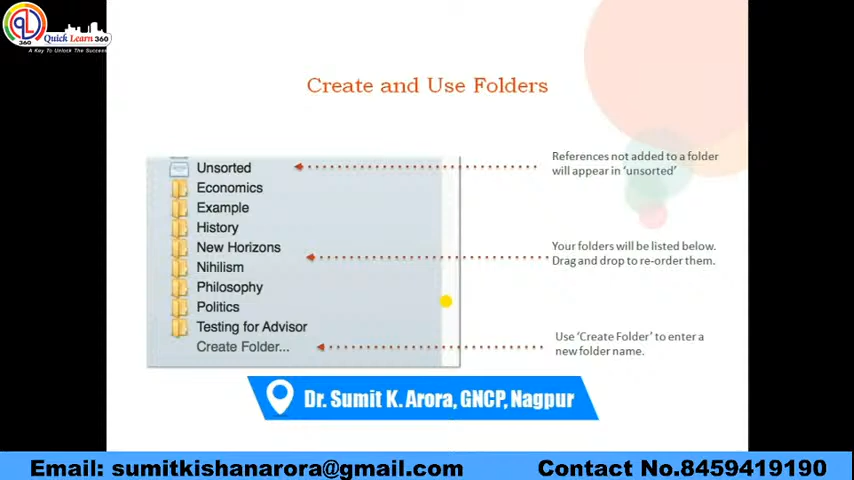 360
Quick Learn 360
A Key To Unlock The Success
Create and Use Folders
Unsorted
Economics
Example
History
New Horizons
Nihilism
Philosophy
Politics
Testing for Advisor
Create Folder...
References not added to a folder
will appear in ‘unsorted’
Your folders will be listed below.
Drag and drop to re-order them.
Use ‘Create Folder’ to enter a
new folder name.
Dr. Sumit K. Arora, GNCP, Nagpur
Email: sumitkishanarora@gmail.com
Contact No.8459419190